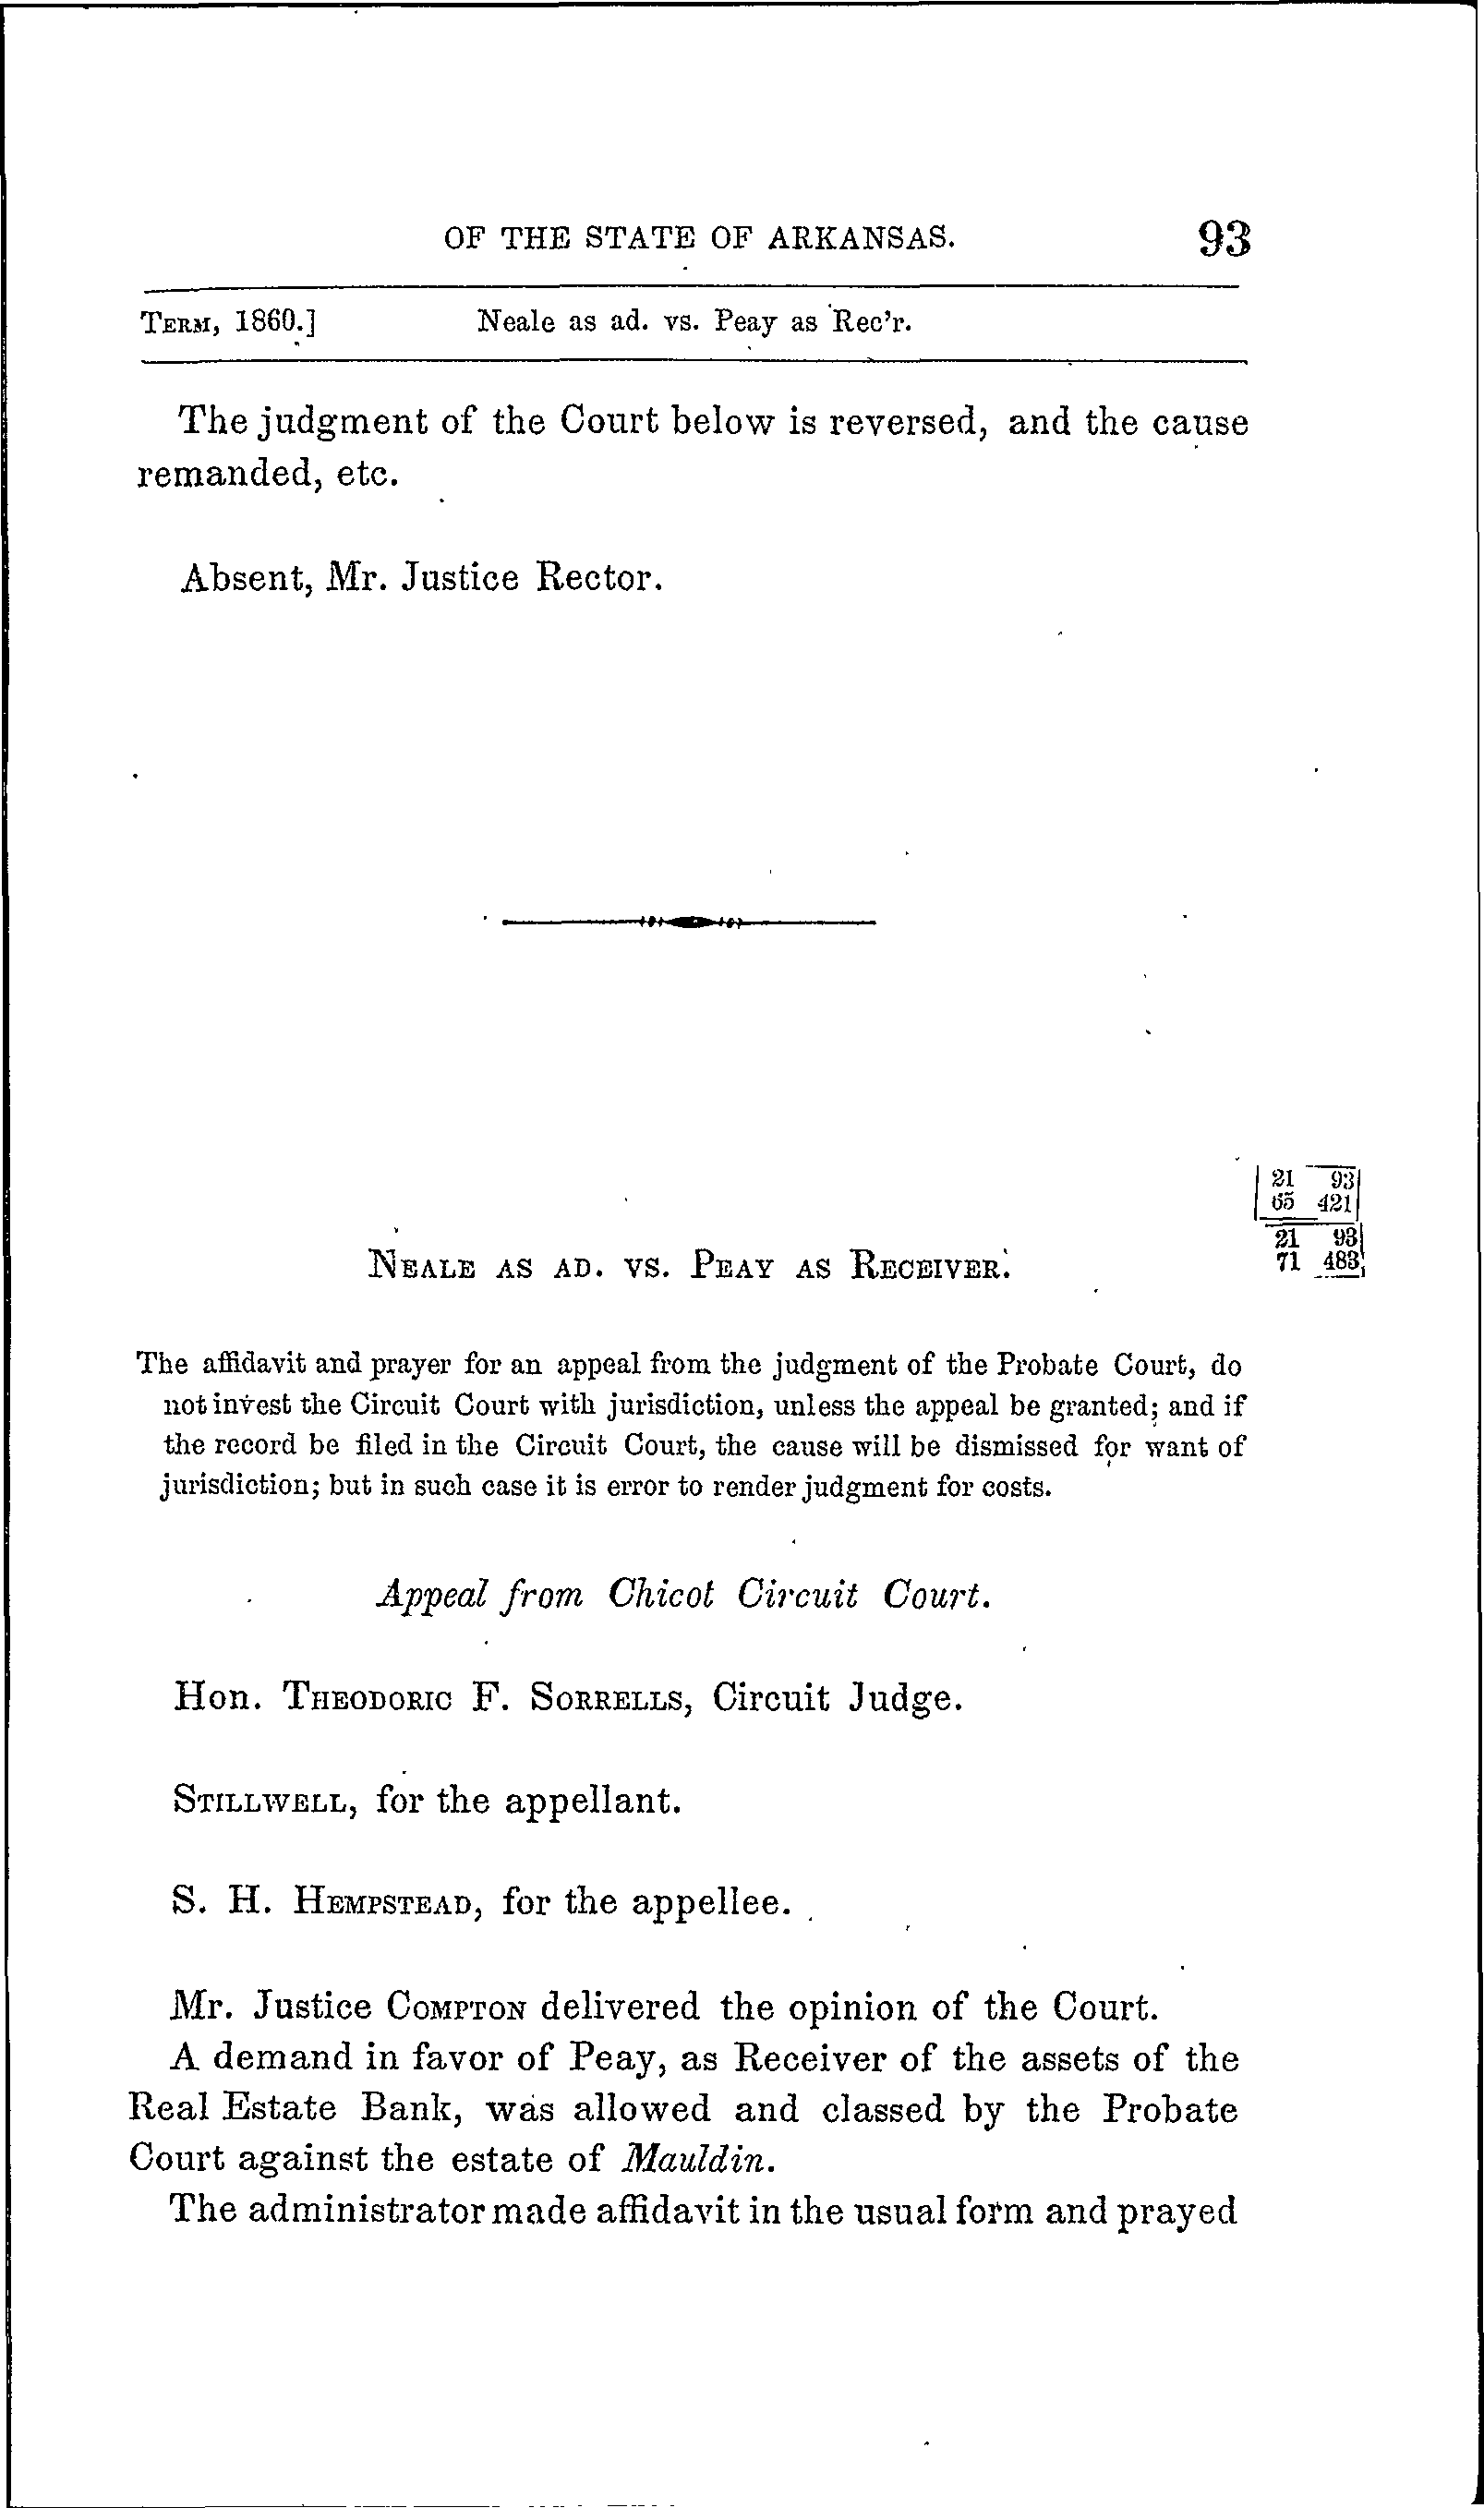 OF THE STATE OF ARKANSAS. 93
TERM, 1860.] Neale as ad. vs. Peay as Rec'r.
The judgment of the Court below is reversed, and the cause
remanded, etc.
Absent, Mr. Justice Rector.
21 93
65 421
21 93
71 483
NEALE AS AD. VS. PEAY AS RECEIVER.
The affidavit and prayer for an appeal from the judgment of the Probate Court, do
not invest the Circuit Court with jurisdiction, unless the appeal be granted; and if
the record be filed in the Circuit Court, the cause will be dismissed for want of
jurisdiction; but in such case it is error to render judgment for costs.
Appeal from Chicot Circuit Court.
Hon. THEODORIC F. SORRELLS, Circuit Judge.
STILLWELL, for the appellant.
S. H. HEMPSTEAD, for the appellee.
Mr. Justice COMPTON delivered the opinion of the Court.
A demand in favor of Peay, as Receiver of the assets of the
Real Estate Bank, was allowed and classed by the Probate
Court against the estate of Mauldin.
The administrator made affidavit in the usual form and prayed